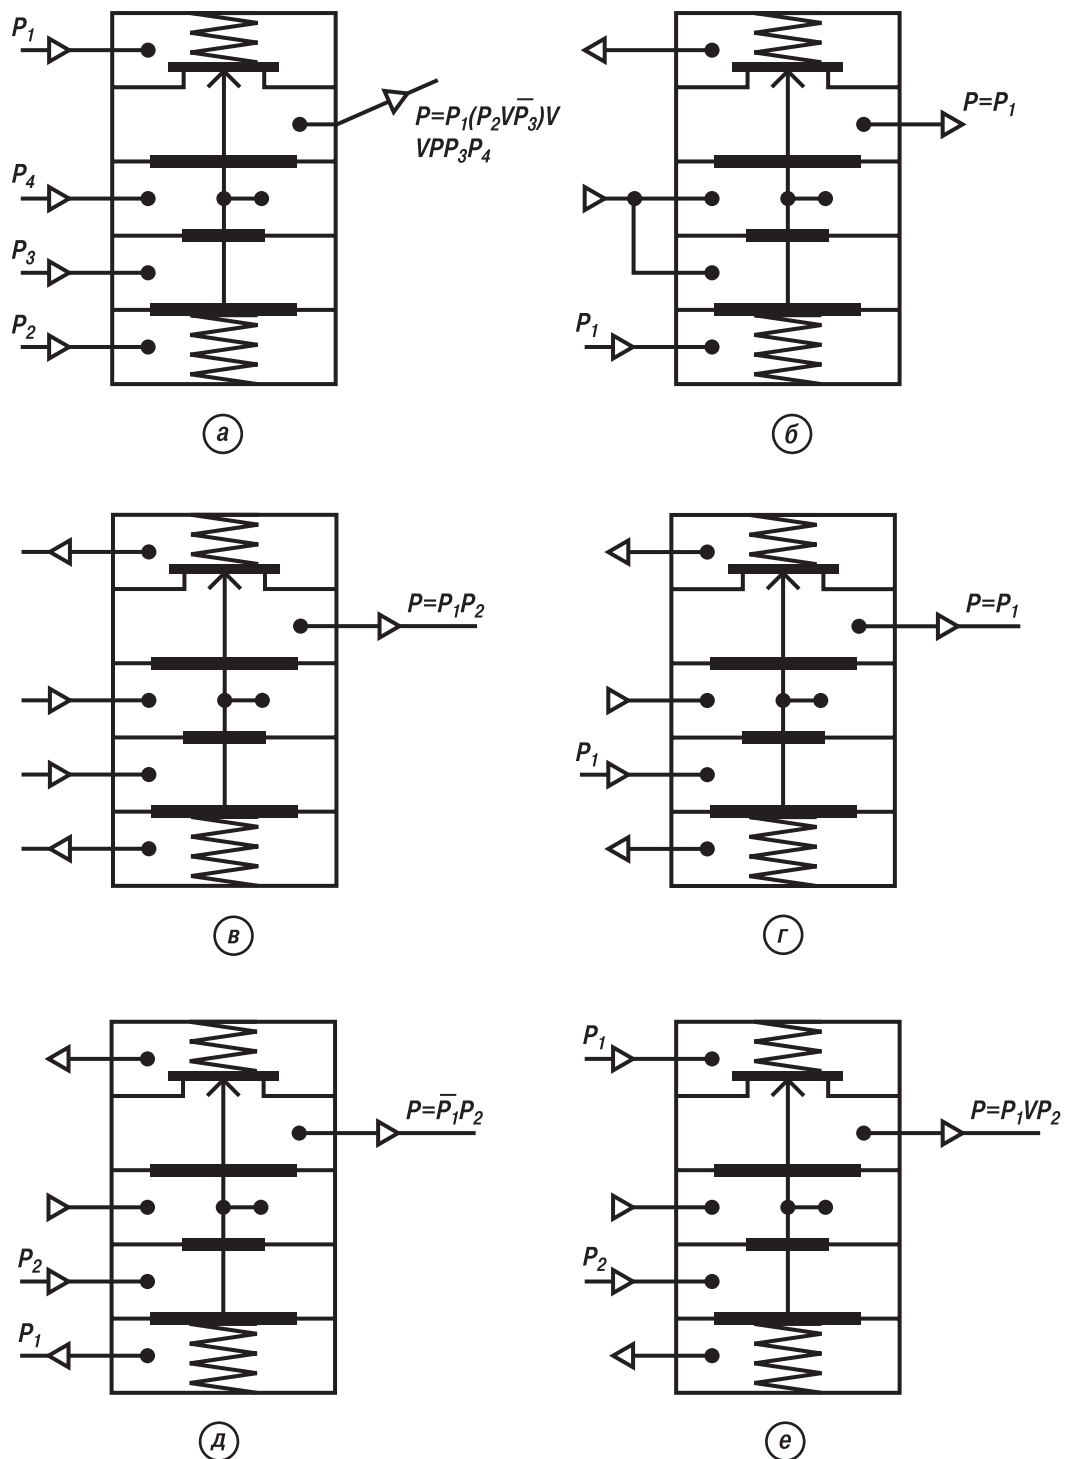 P₁
P=P₁(P₂VP̅₃)V
VPP₃P₄
P₄
P₃
P₂
а
P=P₁
P₁
б
P=P₁P₂
в
P=P₁
P₁
г
P=P̅₁P₂
P₂
P₁
д
P₁
P=P₁VP₂
P₂
е